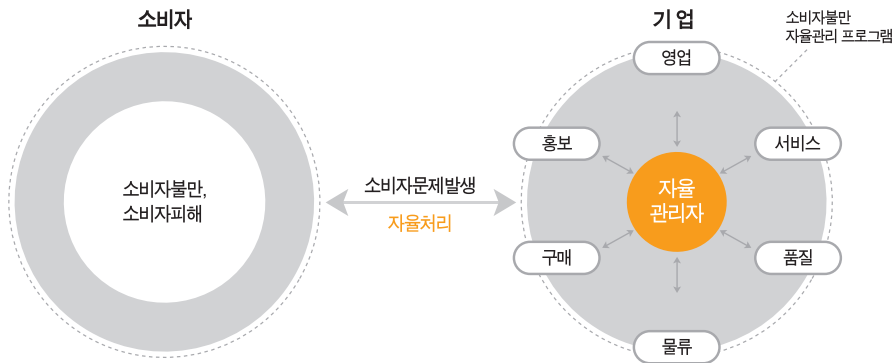 소비자
기 업
소비자불만
자율관리 프로그램
영업
홍보
서비스
소비자불만,
소비자피해
소비자문제발생
자율처리
자율
관리자
구매
품질
물류